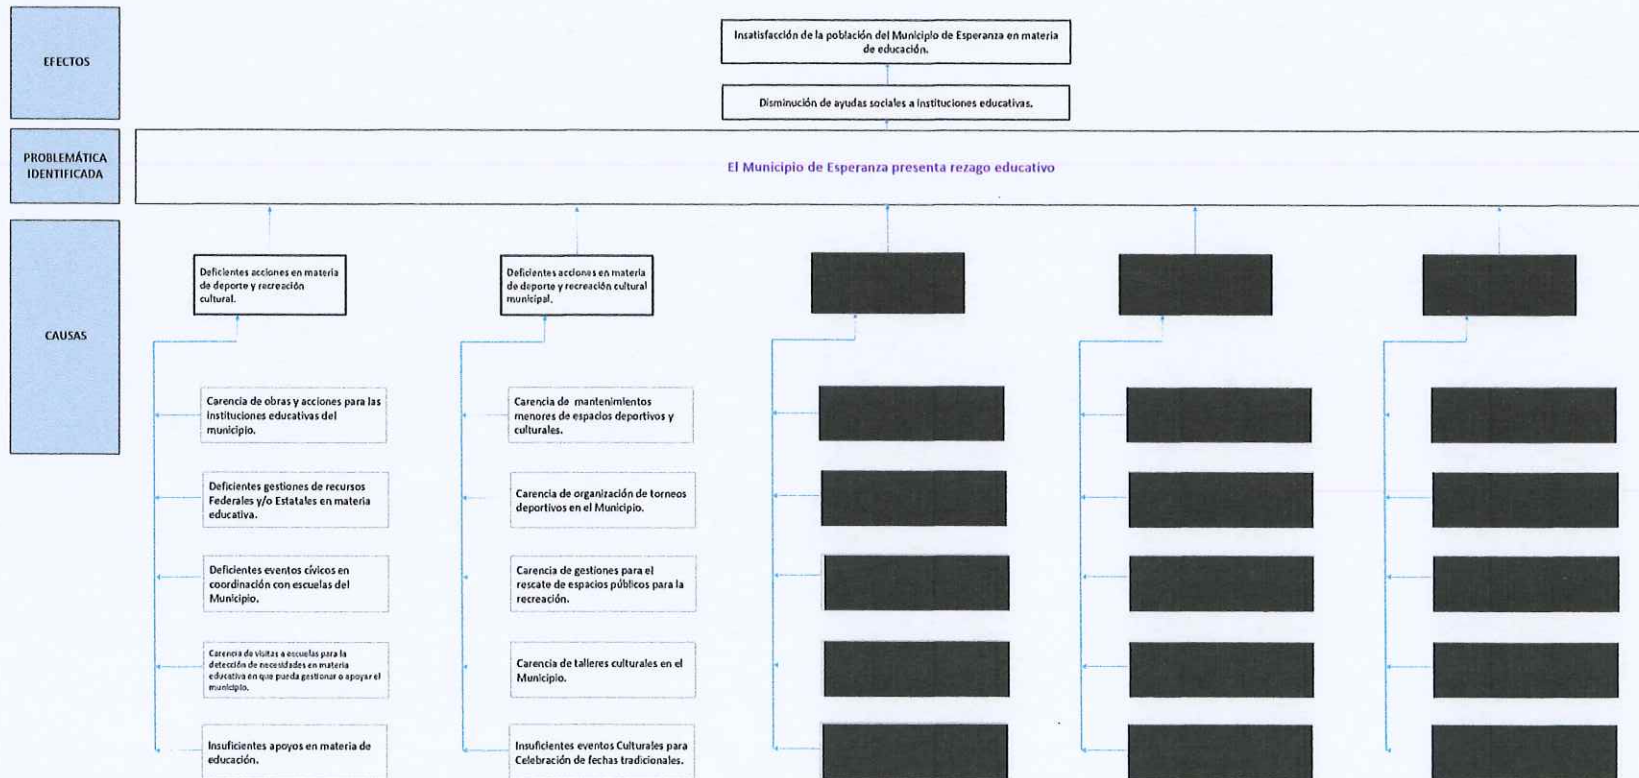 EFECTOS
Insatisfacción de la población del Municipio de Esperanza en materia
de educación.
Disminución de ayudas sociales a instituciones educativas.
PROBLEMÁTICA
IDENTIFICADA
El Municipio de Esperanza presenta rezago educativo
CAUSAS
Deficientes acciones en materia
de deporte y recreación
cultural.
Carencia de obras y acciones para las
instituciones educativas del
municipio.
Deficientes gestiones de recursos
Federales y/o Estatales en materia
educativa.
Deficientes eventos cívicos en
coordinación con escuelas del
Municipio.
Carencia de visitas a escuelas para la
detección de necesidades en materia
educativa en que pueda gestionar o apoyar el
municipio.
Insuficientes apoyos en materia de
educación.
Deficientes acciones en materia
de deporte y recreación cultural
municipal.
Carencia de mantenimientos
menores de espacios deportivos y
culturales.
Carencia de organización de torneos
deportivos en el Municipio.
Carencia de gestiones para el
rescate de espacios públicos para la
recreación.
Carencia de talleres culturales en el
Municipio.
Insuficientes eventos Culturales para
Celebración de fechas tradicionales.